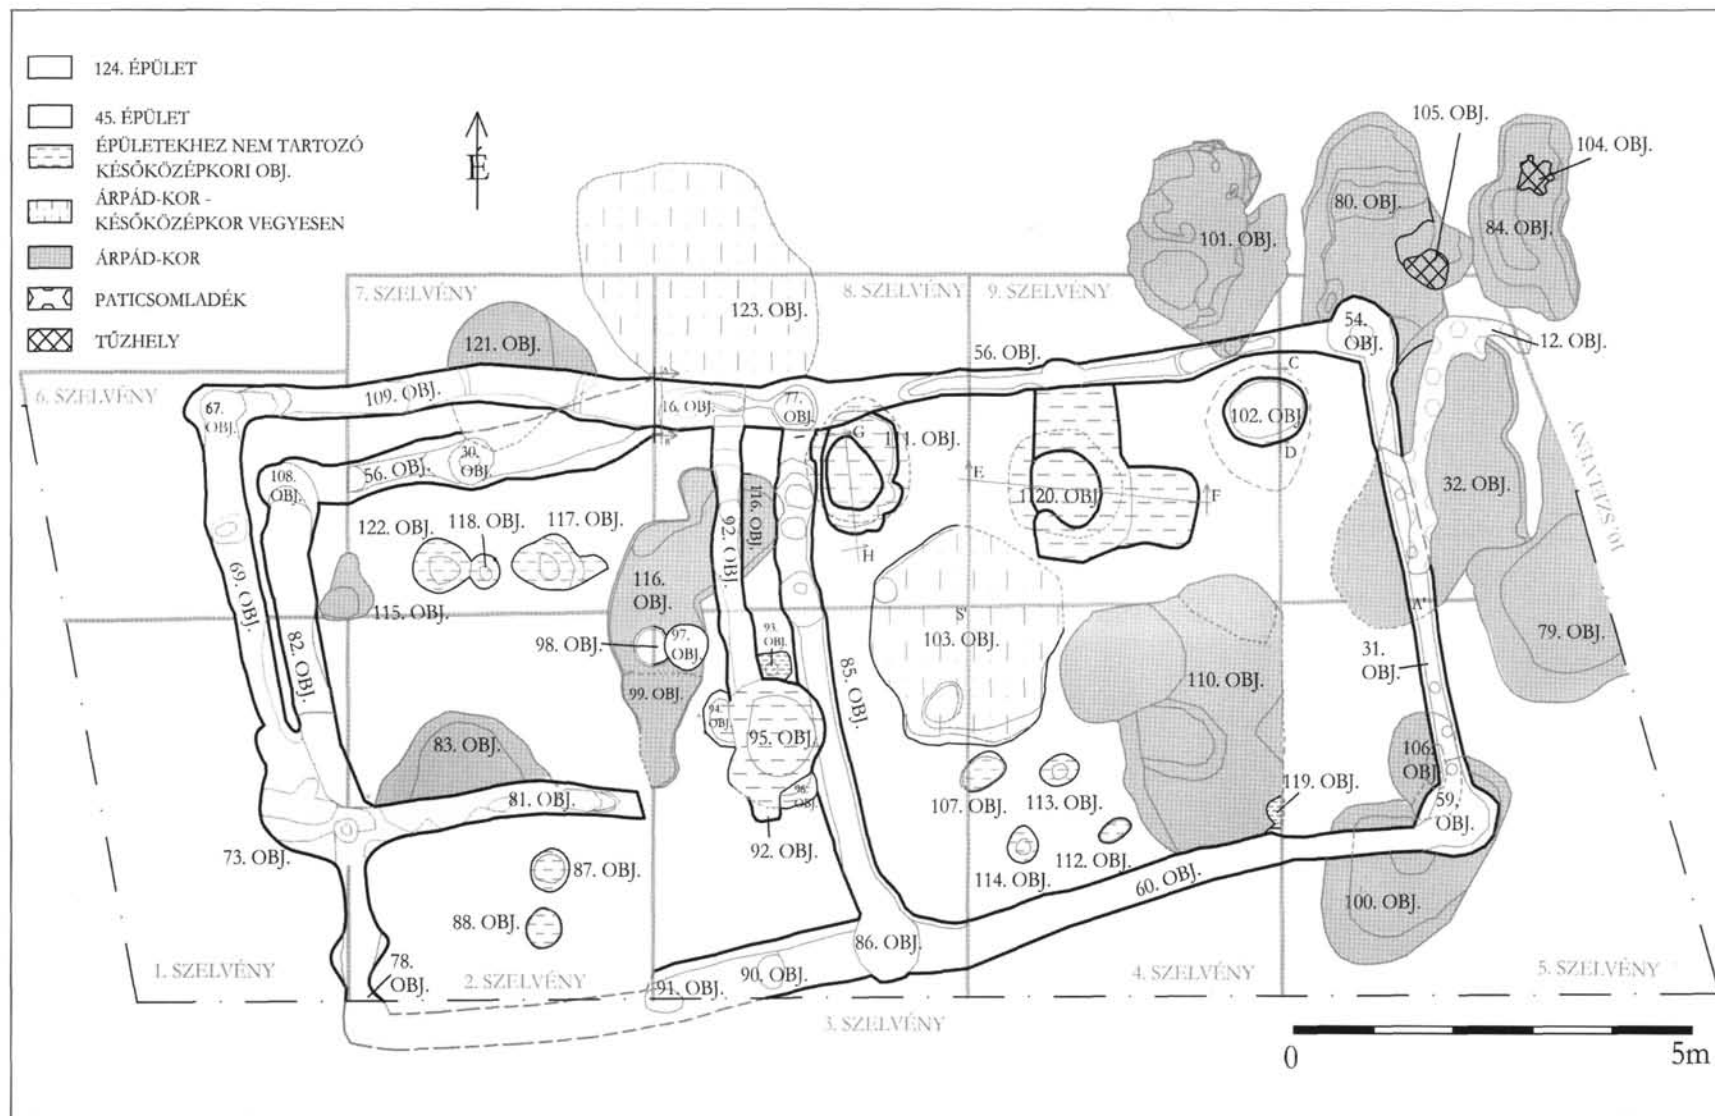 124. ÉPÜLET
45. ÉPÜLET
ÉPÜLETEKHEZ NEM TARTOZÓ
KÉSŐKÖZÉPKORI OBJ.
ÁRPÁD-KOR -
KÉSŐKÖZÉPKOR VEGYESEN
ÁRPÁD-KOR
PATICSOMLADÉK
TŰZHELY
É
105. OBJ.
104. OBJ.
80. OBJ.
84. OBJ.
101. OBJ.
7. SZELVÉNY
8. SZELVÉNY
9. SZELVÉNY
123. OBJ.
54.
OBJ.
12. OBJ.
121. OBJ.
56. OBJ.
6. SZELVÉNY
109. OBJ.
A
C
67.
OBJ.
16. OBJ.
77.
OBJ.
102. OBJ
G
111. OBJ.
D
56. OBJ.
30.
OBJ.
108.
OBJ.
E
1120. OBJ
F
32. OBJ.
10. SZELVÉNY
116. OBJ.
92. OBJ.
122. OBJ.
118. OBJ.
117. OBJ.
H
69. OBJ.
116.
OBJ.
115. OBJ.
A'
S'
103. OBJ.
79. OBJ.
82. OBJ.
98. OBJ.
97.
OBJ
93.
OBJ.
31.
OBJ.
85. OBJ.
110. OBJ.
99. OBJ.
94.
OBJ.
95. OBJ.
83. OBJ.
106.
OBJ
81. OBJ.
96.
OBJ.
107. OBJ.
113. OBJ.
119. OBJ.
59.
OBJ.
73. OBJ.
92. OBJ.
87. OBJ.
114. OBJ.
112. OBJ.
60. OBJ.
100. OBJ.
88. OBJ.
86. OBJ.
1. SZELVÉNY
78.
OBJ.
2. SZELVÉNY
91. OBJ.
90. OBJ.
4. SZELVÉNY
5. SZELVÉNY
3. SZELVÉNY
0
5m